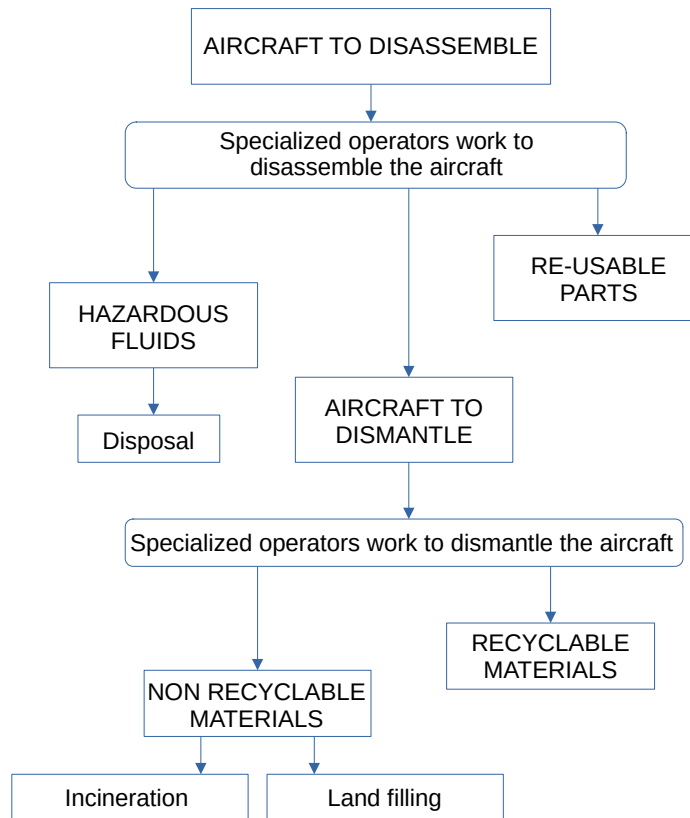 AIRCRAFT TO DISASSEMBLE
Specialized operators work to
disassemble the aircraft
RE-USABLE
PARTS
HAZARDOUS
FLUIDS
AIRCRAFT TO
DISMANTLE
Disposal
Specialized operators work to dismantle the aircraft
RECYCLABLE
MATERIALS
NON RECYCLABLE
MATERIALS
Incineration
Land filling